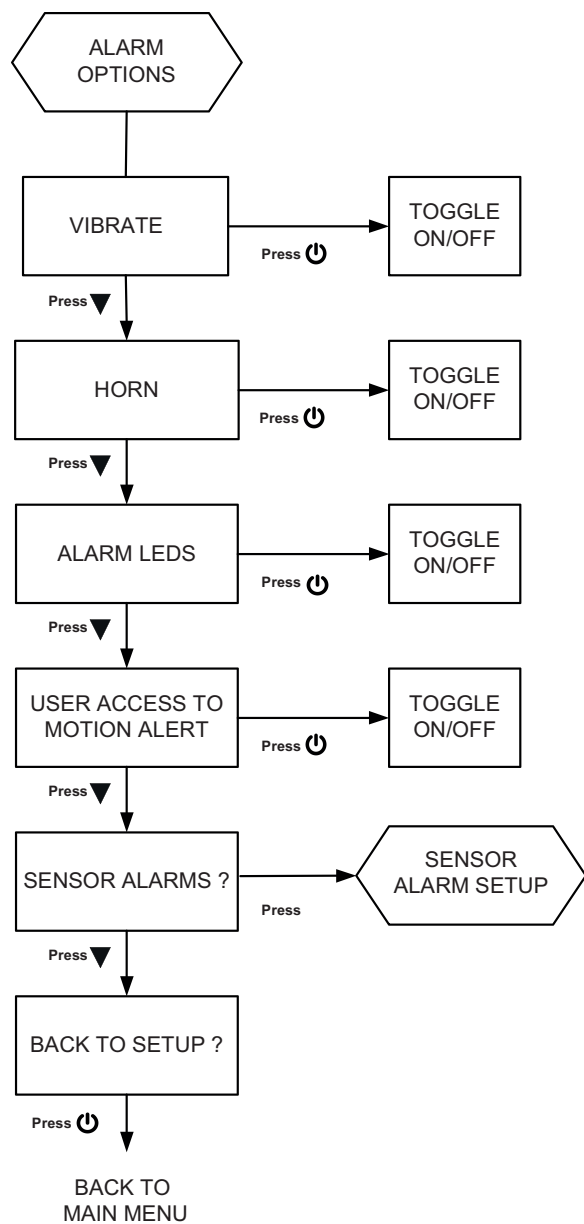 ALARM
OPTIONS
VIBRATE
Press
TOGGLE
ON/OFF
Press
HORN
Press
TOGGLE
ON/OFF
Press
ALARM LEDS
Press
TOGGLE
ON/OFF
Press
USER ACCESS TO
MOTION ALERT
Press
TOGGLE
ON/OFF
Press
SENSOR ALARMS ?
Press
SENSOR
ALARM SETUP
Press
BACK TO SETUP ?
Press
BACK TO
MAIN MENU